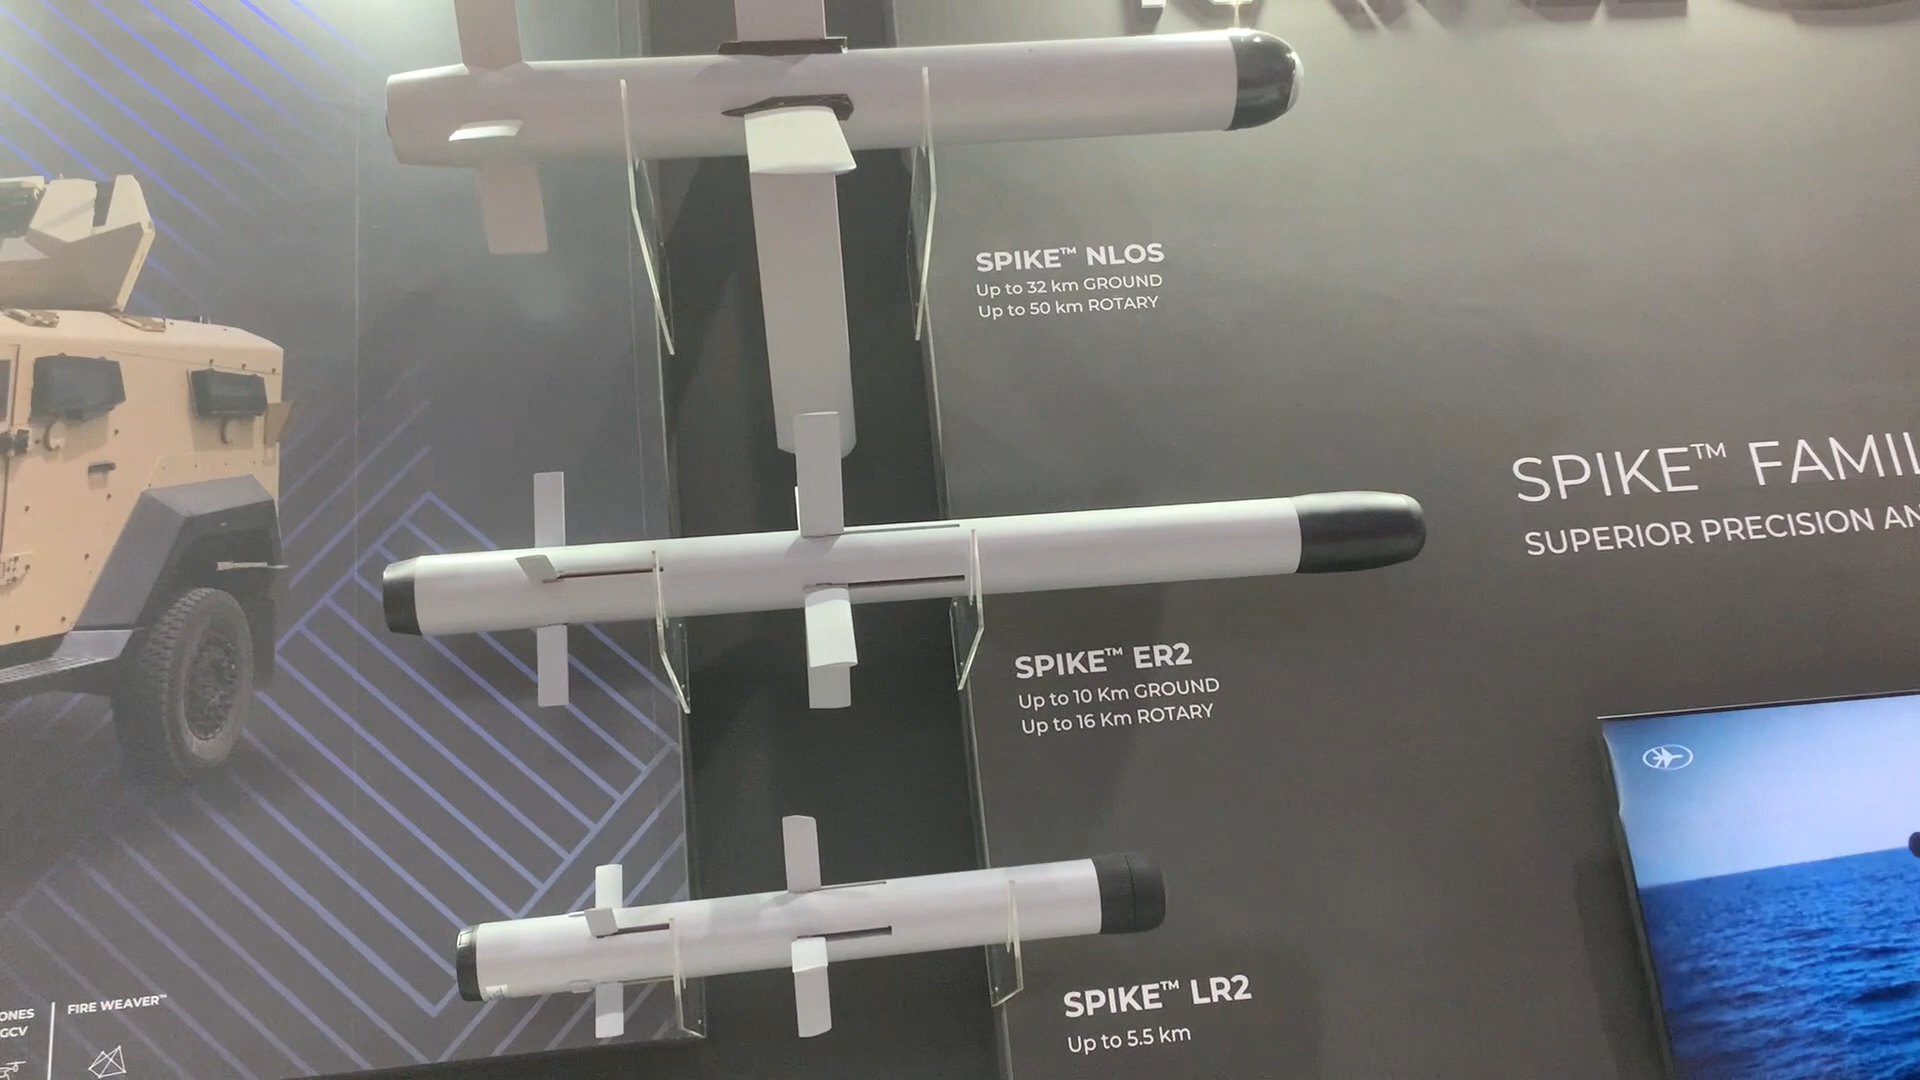 SPIKE™ NLOS
Up to 32 km GROUND
Up to 50 km ROTARY
SPIKE™ FAMIL
SUPERIOR PRECISION AN
SPIKE™ ER2
Up to 10 Km GROUND
Up to 16 Km ROTARY
SPIKE™ LR2
Up to 5.5 km
ONES
GCV
FIRE WEAVER™